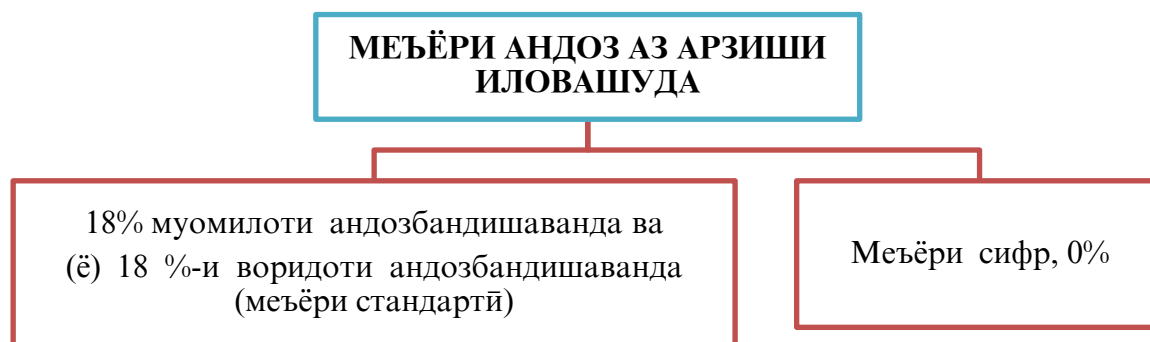 МЕЪЁРИ АНДОЗ АЗ АРЗИШИ
ИЛОВАШУДА
18% муомилоти андозбандишаванда ва
(ё) 18 %-и воридоти андозбандишаванда
(меъёри стандартӣ)
Меъёри сифр, 0%